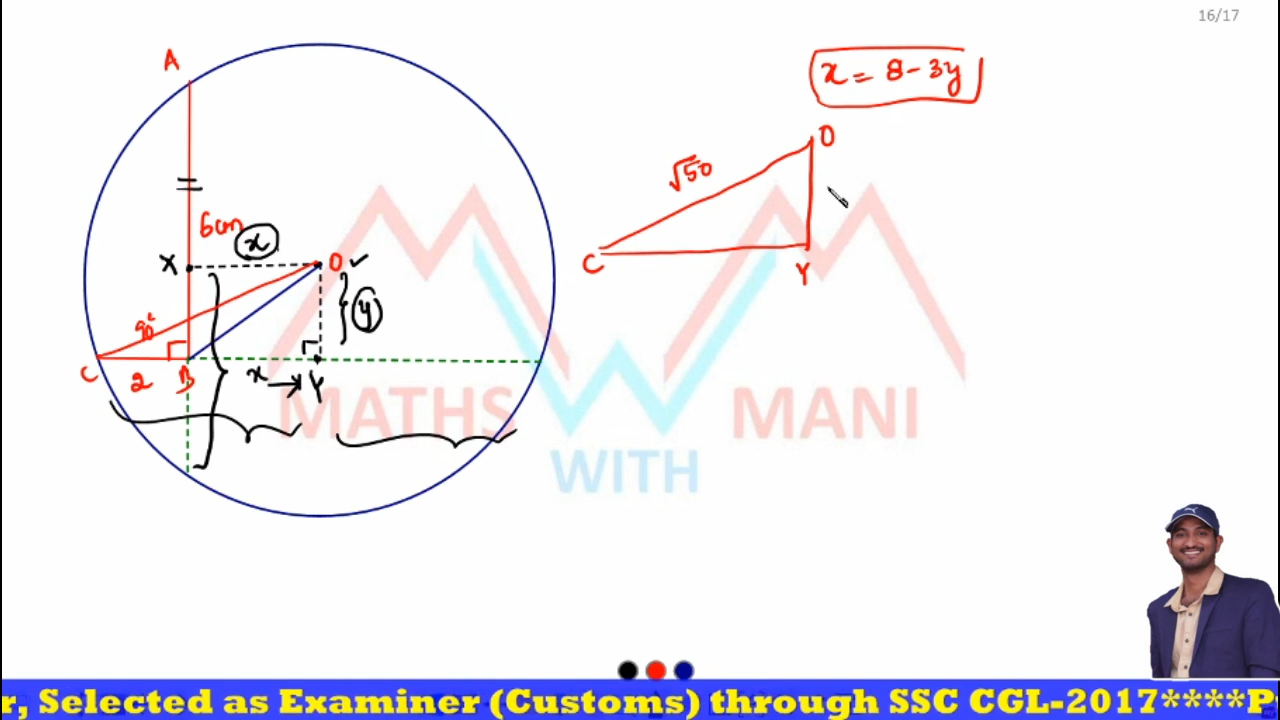 16/17
A
x = 8 - 3y
O
√50
6cm
x
X
O
C
Y
y
90°
C
2
B
x
Y
MATHS
MANI
WITH
r, Selected as Examiner (Customs) through SSC CGL-2017****P